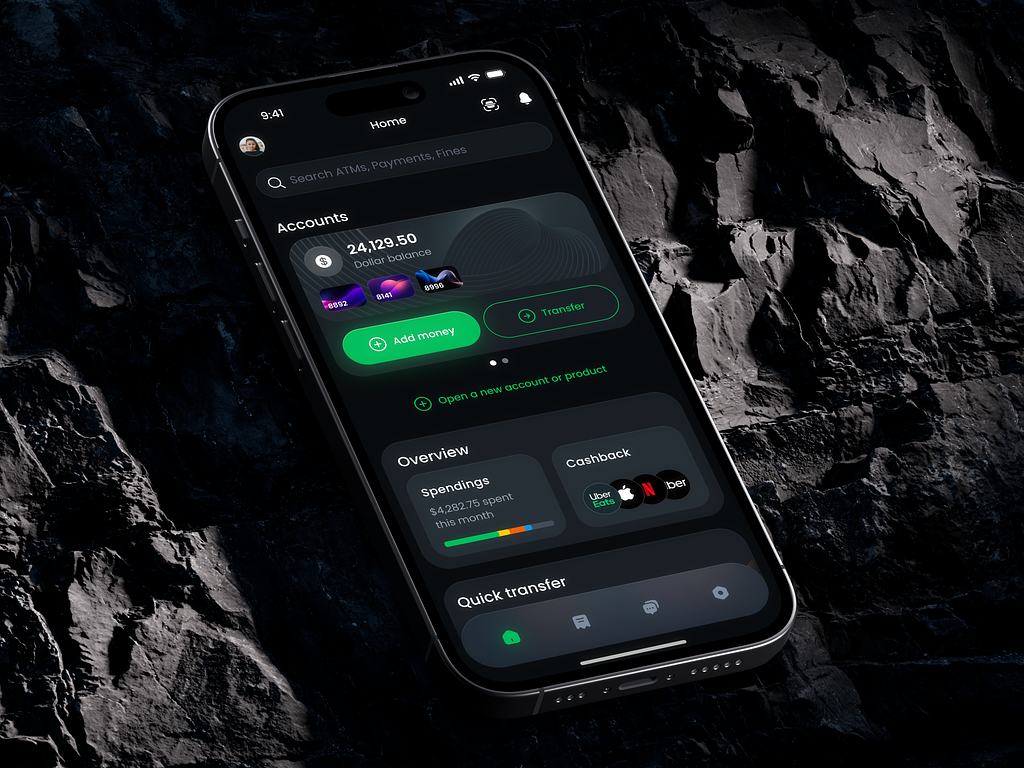 9:41
Home
Search ATMs, Payments, Fines
Accounts
24,129.50
Dollar balance
6892
8141
8996
Add money
Transfer
Open a new account or product
Overview
Spendings
$4,282.75 spent
this month
Cashback
Uber
Eats
N
Uber
Quick transfer